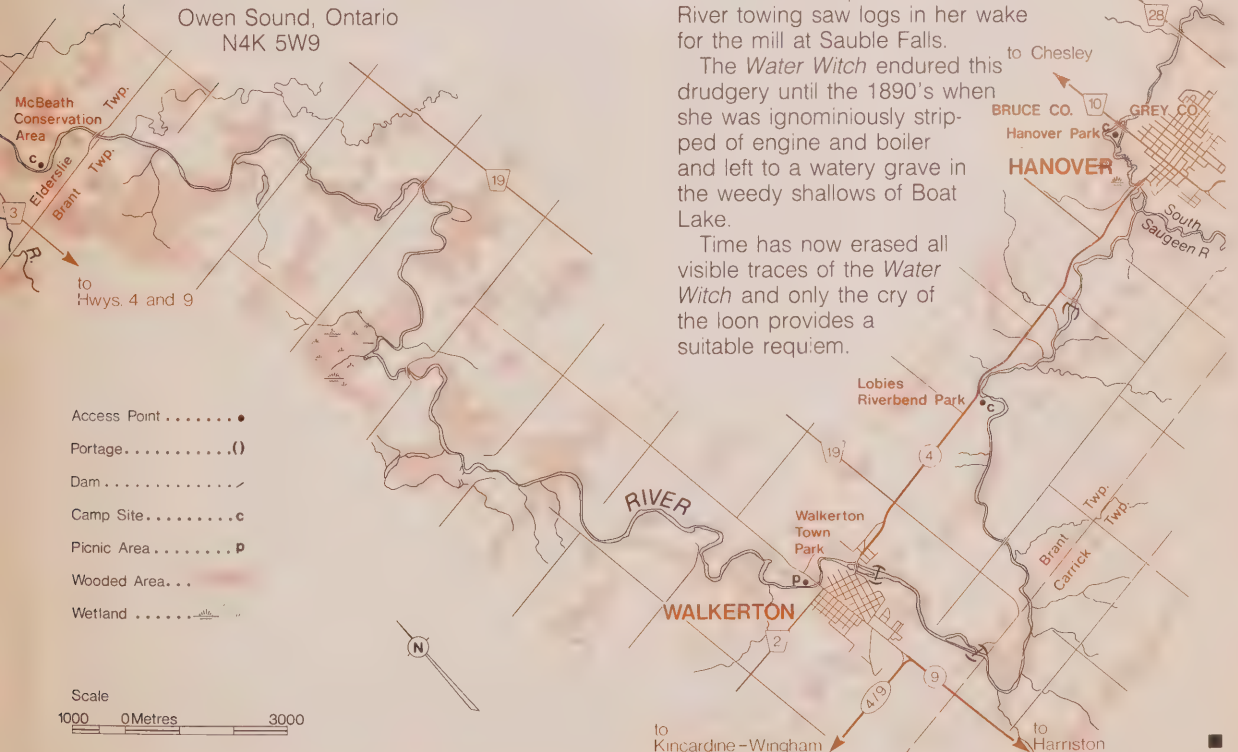 Owen Sound, Ontario
N4K 5W9
River towing saw logs in her wake
for the mill at Sauble Falls.
The Water Witch endured this
drudgery until the 1890's when
she was ignominiously strip-
ped of engine and boiler
and left to a watery grave in
the weedy shallows of Boat
Lake.
Time has now erased all
visible traces of the Water
Witch and only the cry of
the loon provides a
suitable requiem.
28
to Chesley
10
BRUCE CO.
GREY CO.
Hanover Park
c
HANOVER
South
Saugeen R
McBeath
Conservation
Area
c
Twp.
Elderslie
Brant Twp.
3
R.
to
Hwys. 4 and 9
19
Lobies
Riverbend Park
c
4
19
RIVER
Walkerton
Town
Park
p
WALKERTON
2
Brant Twp.
Carrick Twp.
9
4/9
to
Kincardine-Wingham
to
Harriston
Access Point ........
Portage...........()
Dam .............
Camp Site.........c
Picnic Area ........p
Wooded Area...
Wetland ......
N
Scale
1000 0 Metres 3000